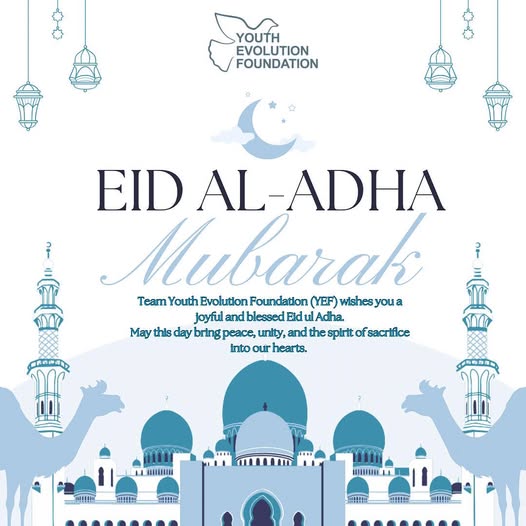 YOUTH
EVOLUTION
FOUNDATION
EID AL-ADHA
Mubarak
Team Youth Evolution Foundation (YEF) wishes you a
joyful and blessed Eid ul Adha.
May this day bring peace, unity, and the spirit of sacrifice
into our hearts.